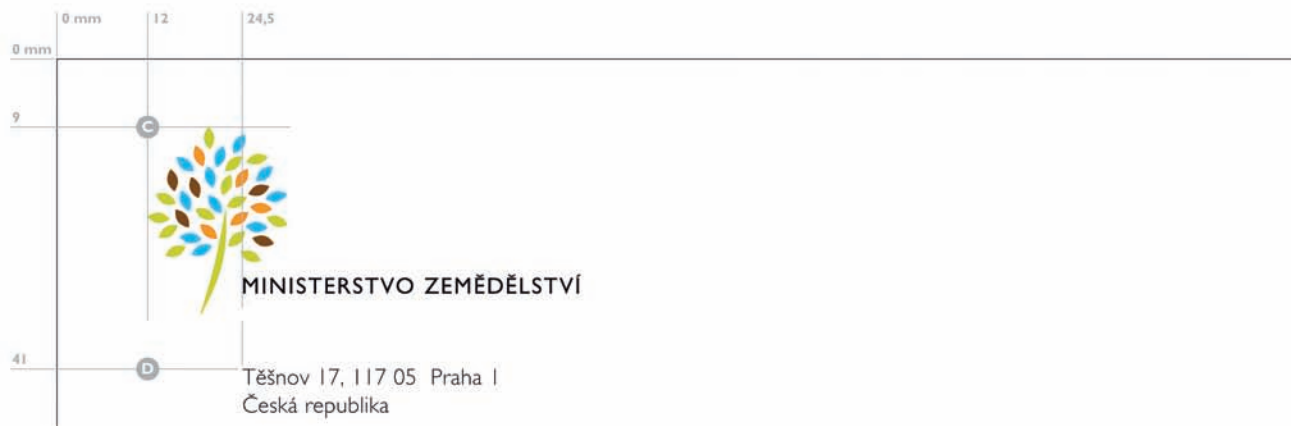 0 mm 12 24,5
0 mm
9
C
MINISTERSTVO ZEMĚDĚLSTVÍ
41
D
Těšnov 17, 117 05 Praha 1
Česká republika